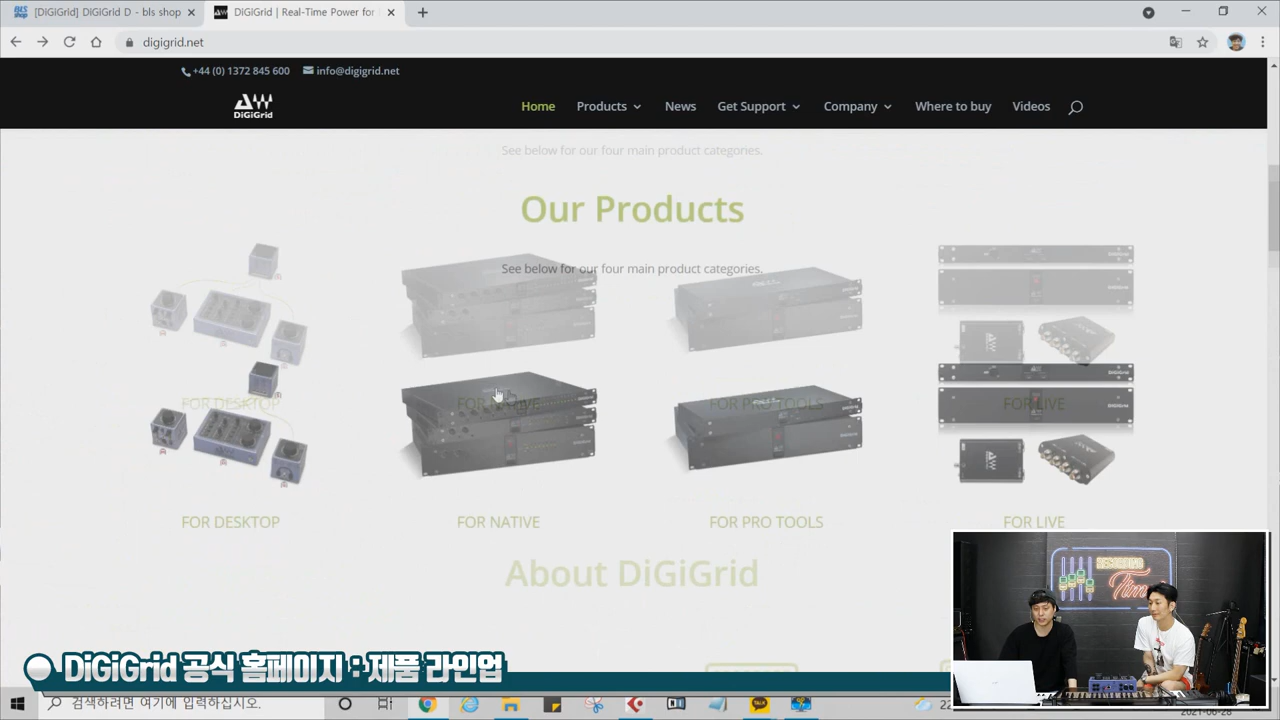 [DiGiGrid] DiGiGrid D - bls shop
DiGiGrid | Real-Time Power for
digigrid.net
+44 (0) 1372 845 600
info@digigrid.net
DiGiGrid
Home
Products
News
Get Support
Company
Where to buy
Videos
See below for our four main product categories.
Our Products
See below for our four main product categories.
FOR DESKTOP
FOR NATIVE
FOR PRO TOOLS
FOR LIVE
FOR DESKTOP
FOR NATIVE
FOR PRO TOOLS
FOR LIVE
About DiGiGrid
RECORDING
Time
DiGiGrid 공식 홈페이지 : 제품 라인업
검색하려면 여기에 입력하십시오.
TALK
2021-06-28